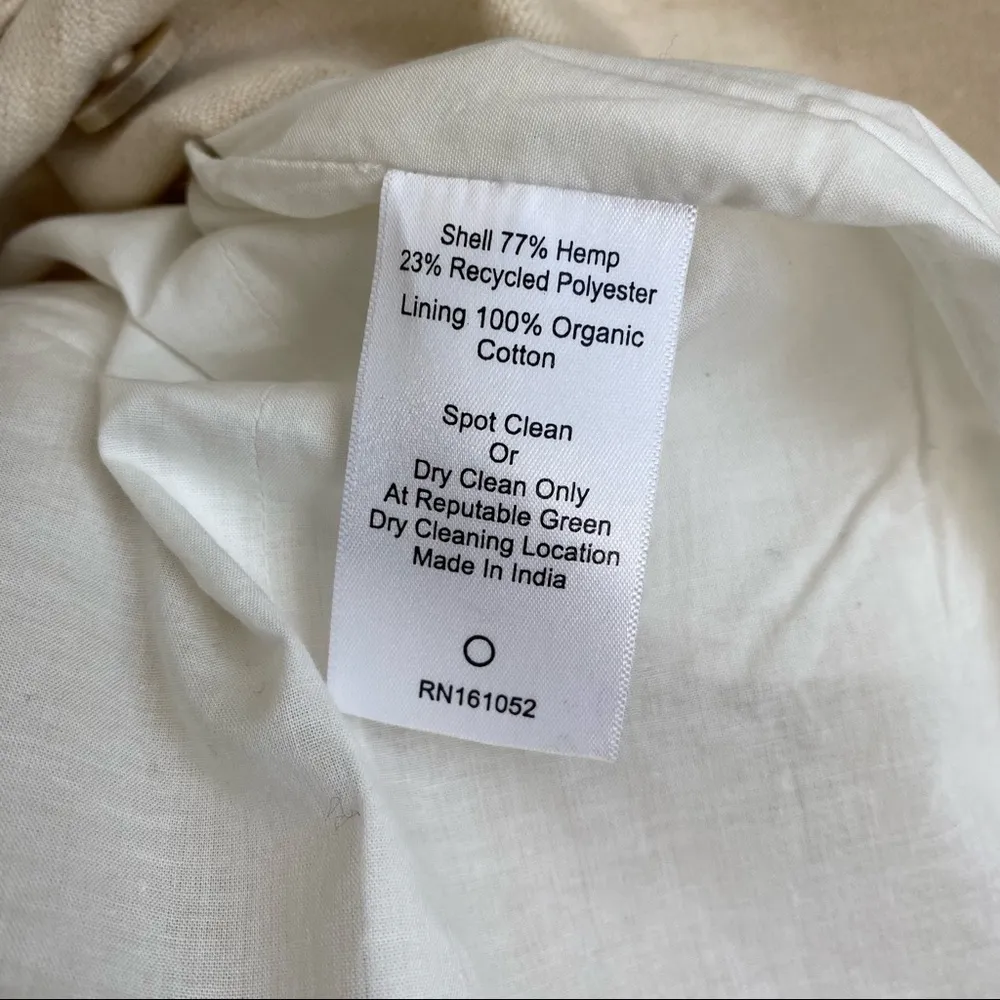 Shell 77% Hemp
23% Recycled Polyester
Lining 100% Organic
Cotton
Spot Clean
Or
Dry Clean Only
At Reputable Green
Dry Cleaning Location
Made In India
RN161052